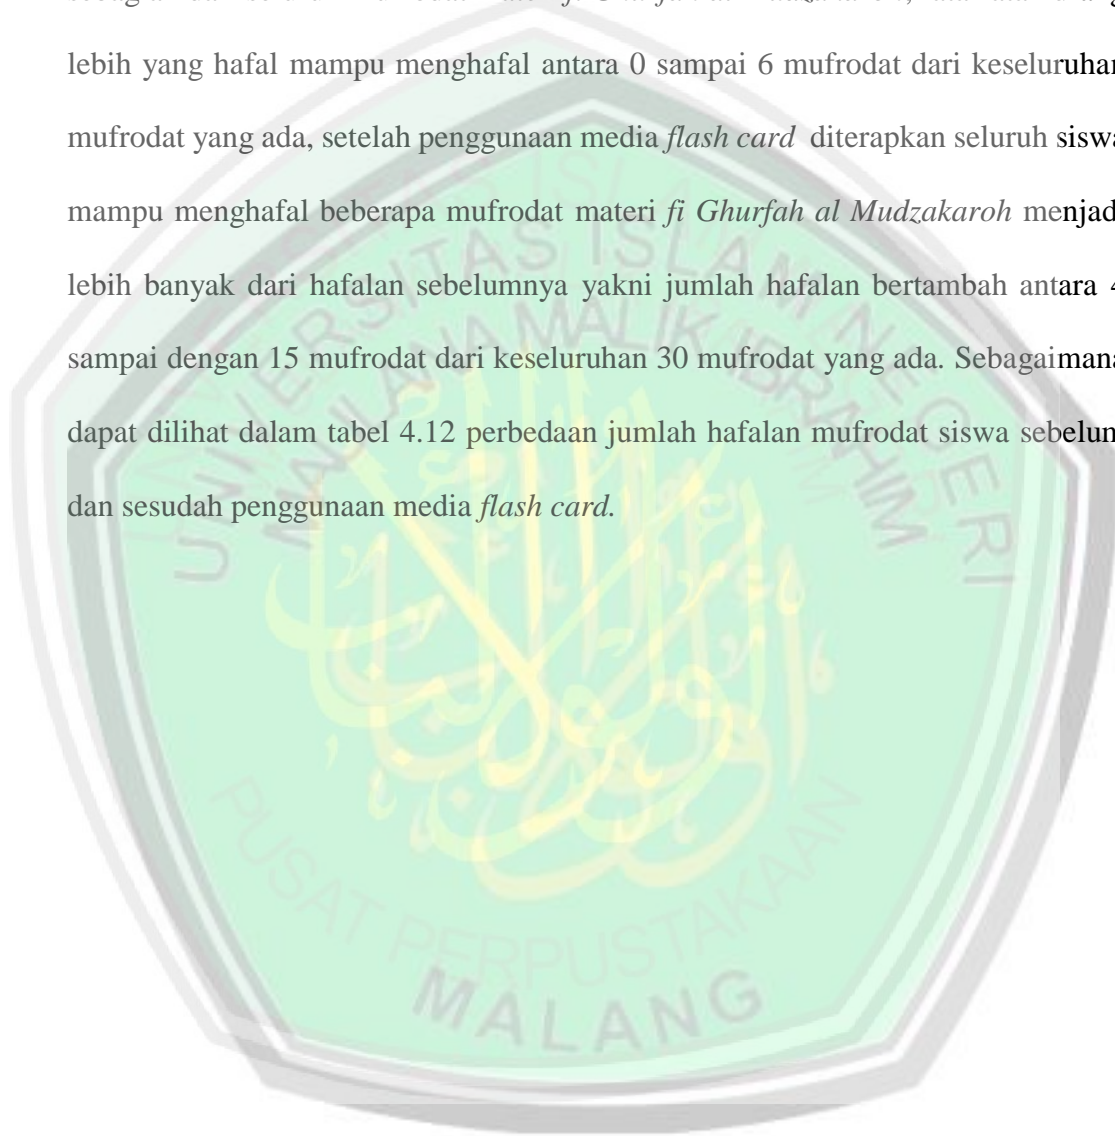 lebih yang hafal mampu menghafal antara 0 sampai 6 mufrodat dari keseluruhan
mufrodat yang ada, setelah penggunaan media flash card diterapkan seluruh siswa
mampu menghafal beberapa mufrodat materi fi Ghurfah al Mudzakaroh menjadi
lebih banyak dari hafalan sebelumnya yakni jumlah hafalan bertambah antara 4
sampai dengan 15 mufrodat dari keseluruhan 30 mufrodat yang ada. Sebagaimana
dapat dilihat dalam tabel 4.12 perbedaan jumlah hafalan mufrodat siswa sebelum
dan sesudah penggunaan media flash card.
UNIVERSITAS ISLAM NEGERI
MAULANA MALIK IBRAHIM
PUSAT PERPUSTAKAAN
MALANG